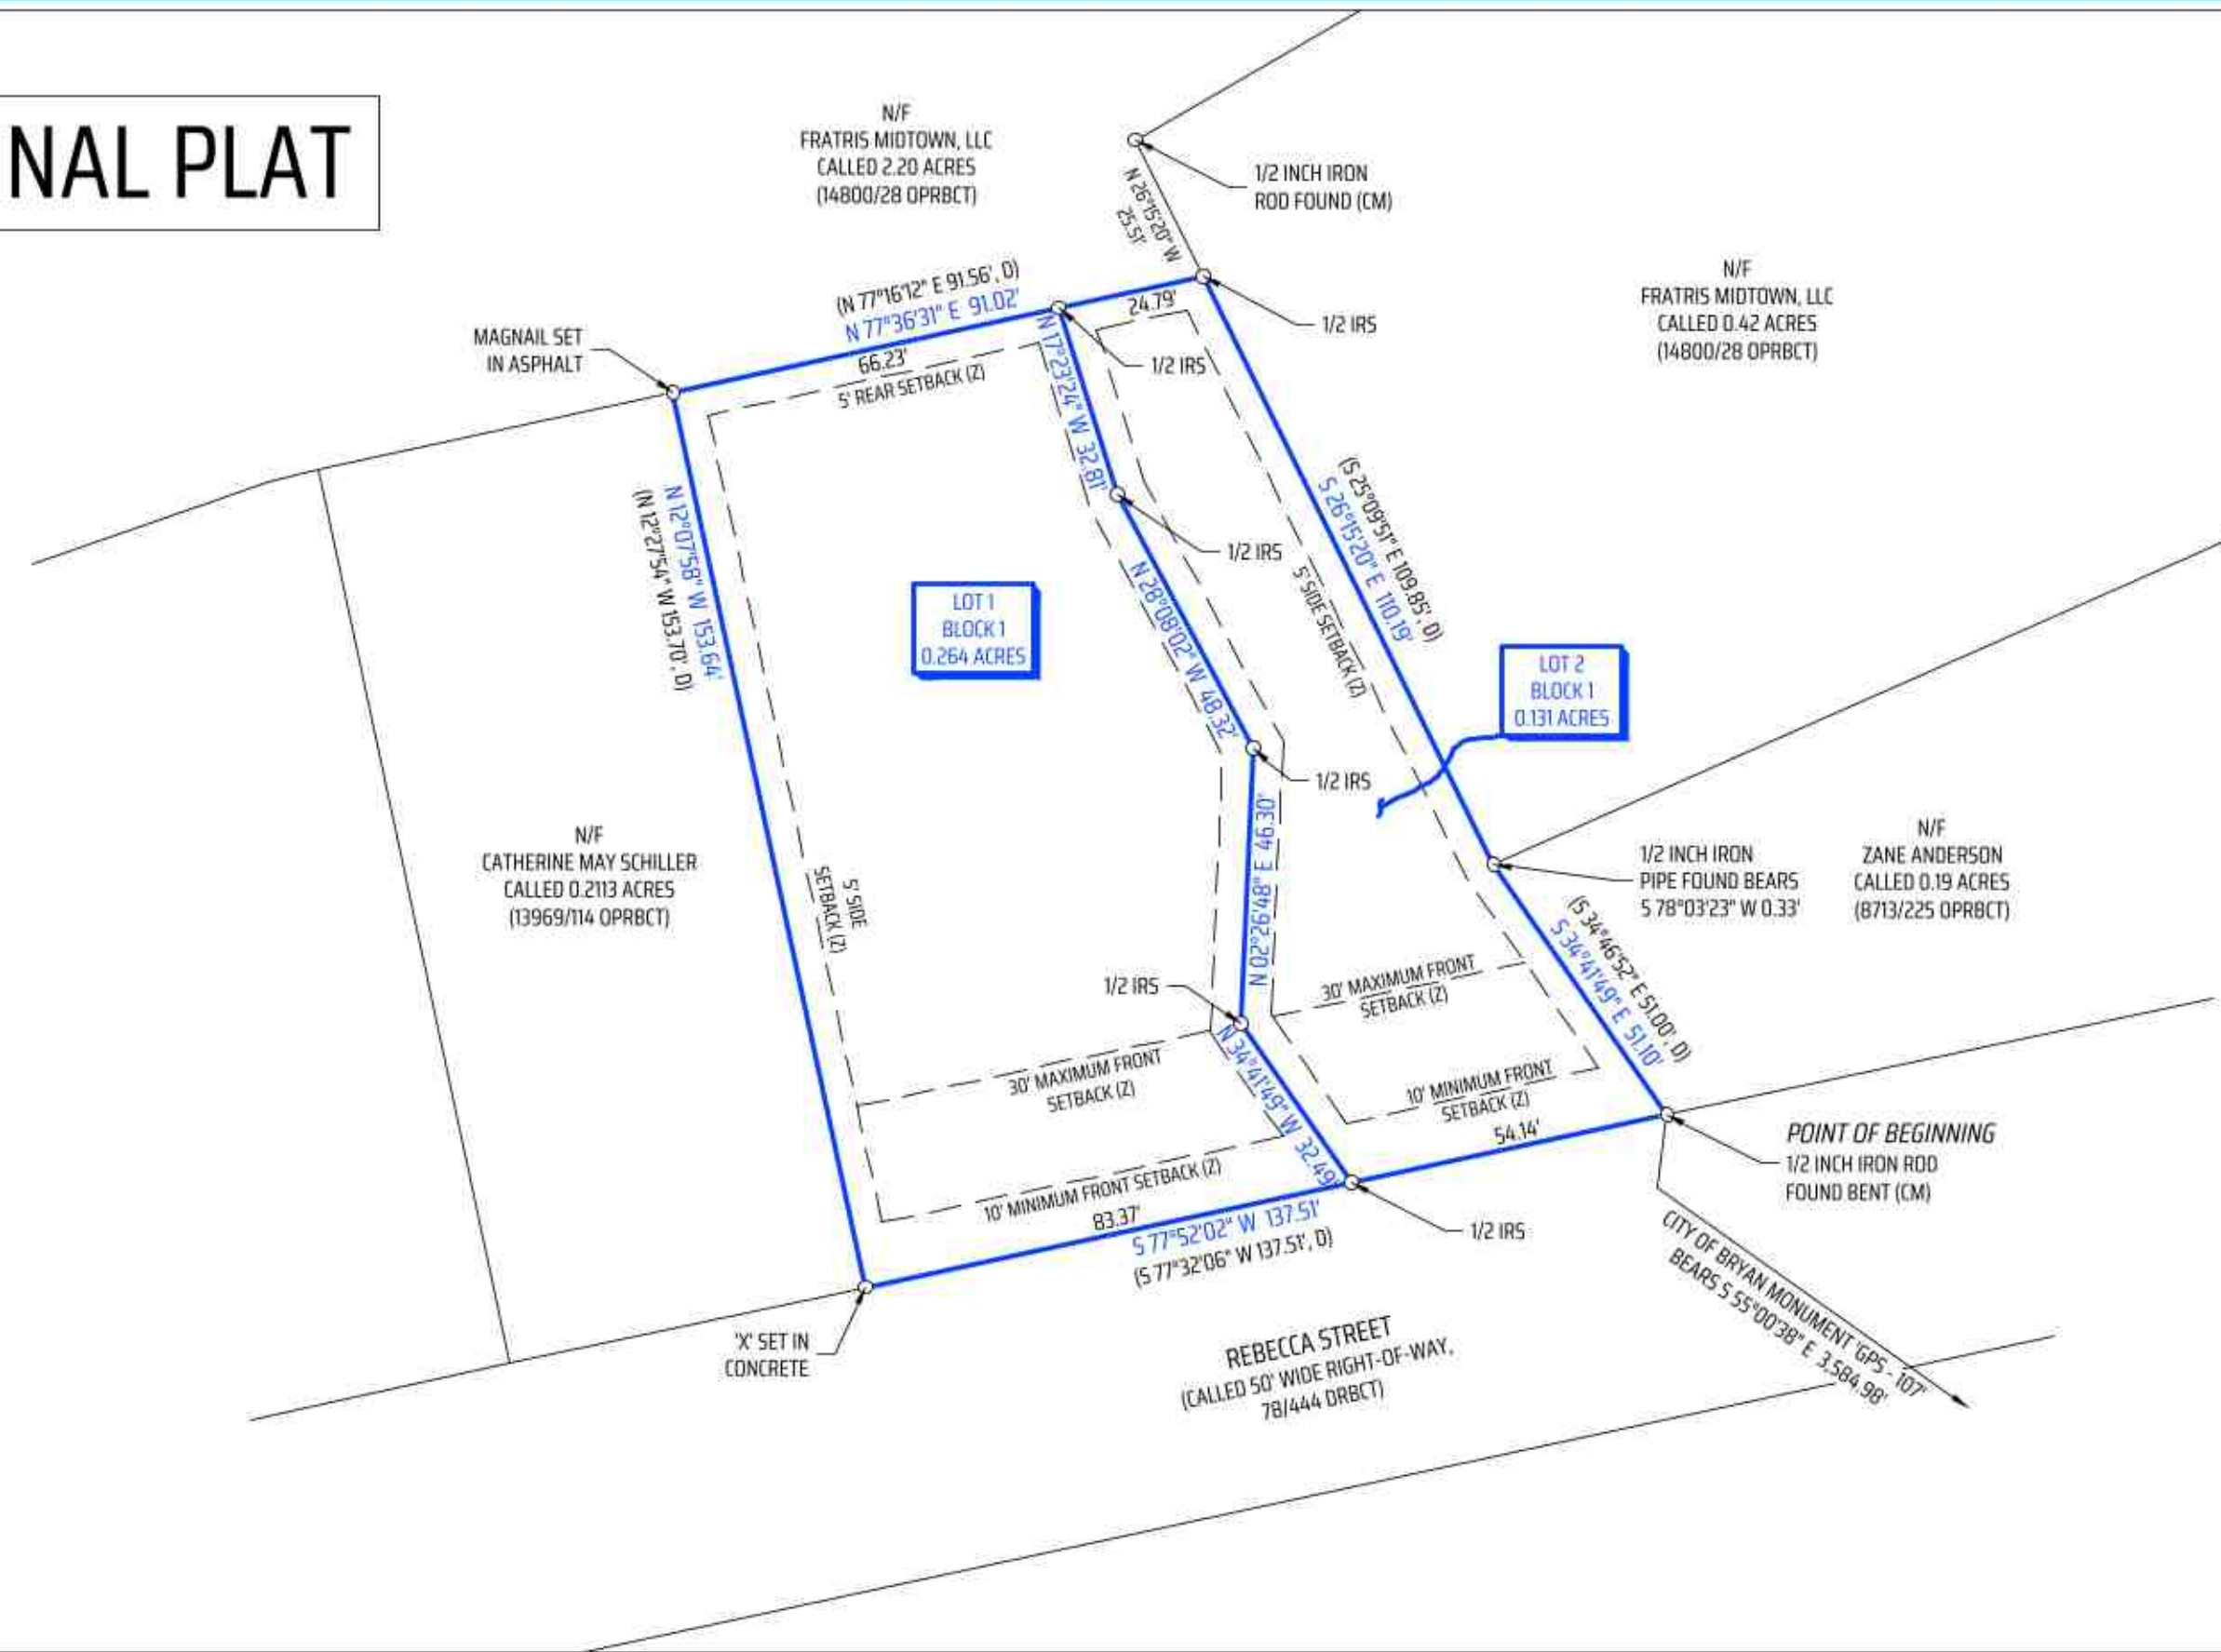 NAL PLAT
N/F
FRATRIS MIDTOWN, LLC
CALLED 2.20 ACRES
(14800/28 OPRBCT)
1/2 INCH IRON
ROD FOUND (CM)
N 26°15'20" W
25.51'
N/F
FRATRIS MIDTOWN, LLC
CALLED 0.42 ACRES
(14800/28 OPRBCT)
(N 77°16'12" E 91.56', D)
N 77°36'31" E 91.02'
24.79'
1/2 IRS
MAGNAIL SET
IN ASPHALT
66.23'
5' REAR SETBACK (Z)
1/2 IRS
N 17°23'24" W 32.81'
N 12°07'58" W 153.64'
(N 12°27'54" W 153.70', D)
1/2 IRS
(S 25°09'51" E 109.85', D)
S 26°15'20" E 110.19'
5' SIDE SETBACK (Z)
LOT 1
BLOCK 1
0.264 ACRES
N 28°08'02" W 48.32'
LOT 2
BLOCK 1
0.131 ACRES
1/2 IRS
N/F
CATHERINE MAY SCHILLER
CALLED 0.2113 ACRES
(13969/114 OPRBCT)
5' SIDE
SETBACK (Z)
N 02°26'48" E 46.30'
1/2 INCH IRON
PIPE FOUND BEARS
S 78°03'23" W 0.33'
N/F
ZANE ANDERSON
CALLED 0.19 ACRES
(8713/225 OPRBCT)
(S 34°46'52" E 51.00', D)
S 34°41'49" E 51.10'
1/2 IRS
30' MAXIMUM FRONT
SETBACK (Z)
30' MAXIMUM FRONT
SETBACK (Z)
N 34°41'49" W 32.49'
10' MINIMUM FRONT
SETBACK (Z)
54.14'
POINT OF BEGINNING
1/2 INCH IRON ROD
FOUND BENT (CM)
10' MINIMUM FRONT SETBACK (Z)
83.37'
S 77°52'02" W 137.51'
(S 77°32'06" W 137.51', D)
1/2 IRS
CITY OF BRYAN MONUMENT 'GPS - 107'
BEARS S 55°00'38" E 3,584.98'
'X' SET IN
CONCRETE
REBECCA STREET
(CALLED 50' WIDE RIGHT-OF-WAY,
78/444 DRBCT)